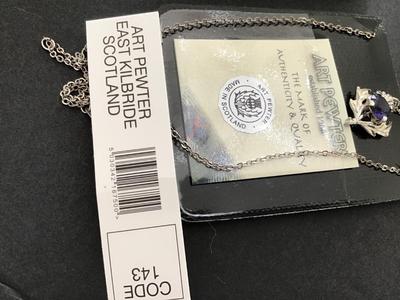 ART PEWTER
EAST KILBRIDE
SCOTLAND
CODE
143
ART PEWTER
THE MARK OF
AUTHENTICITY & QUALITY
ART PEWTER
MADE IN SCOTLAND